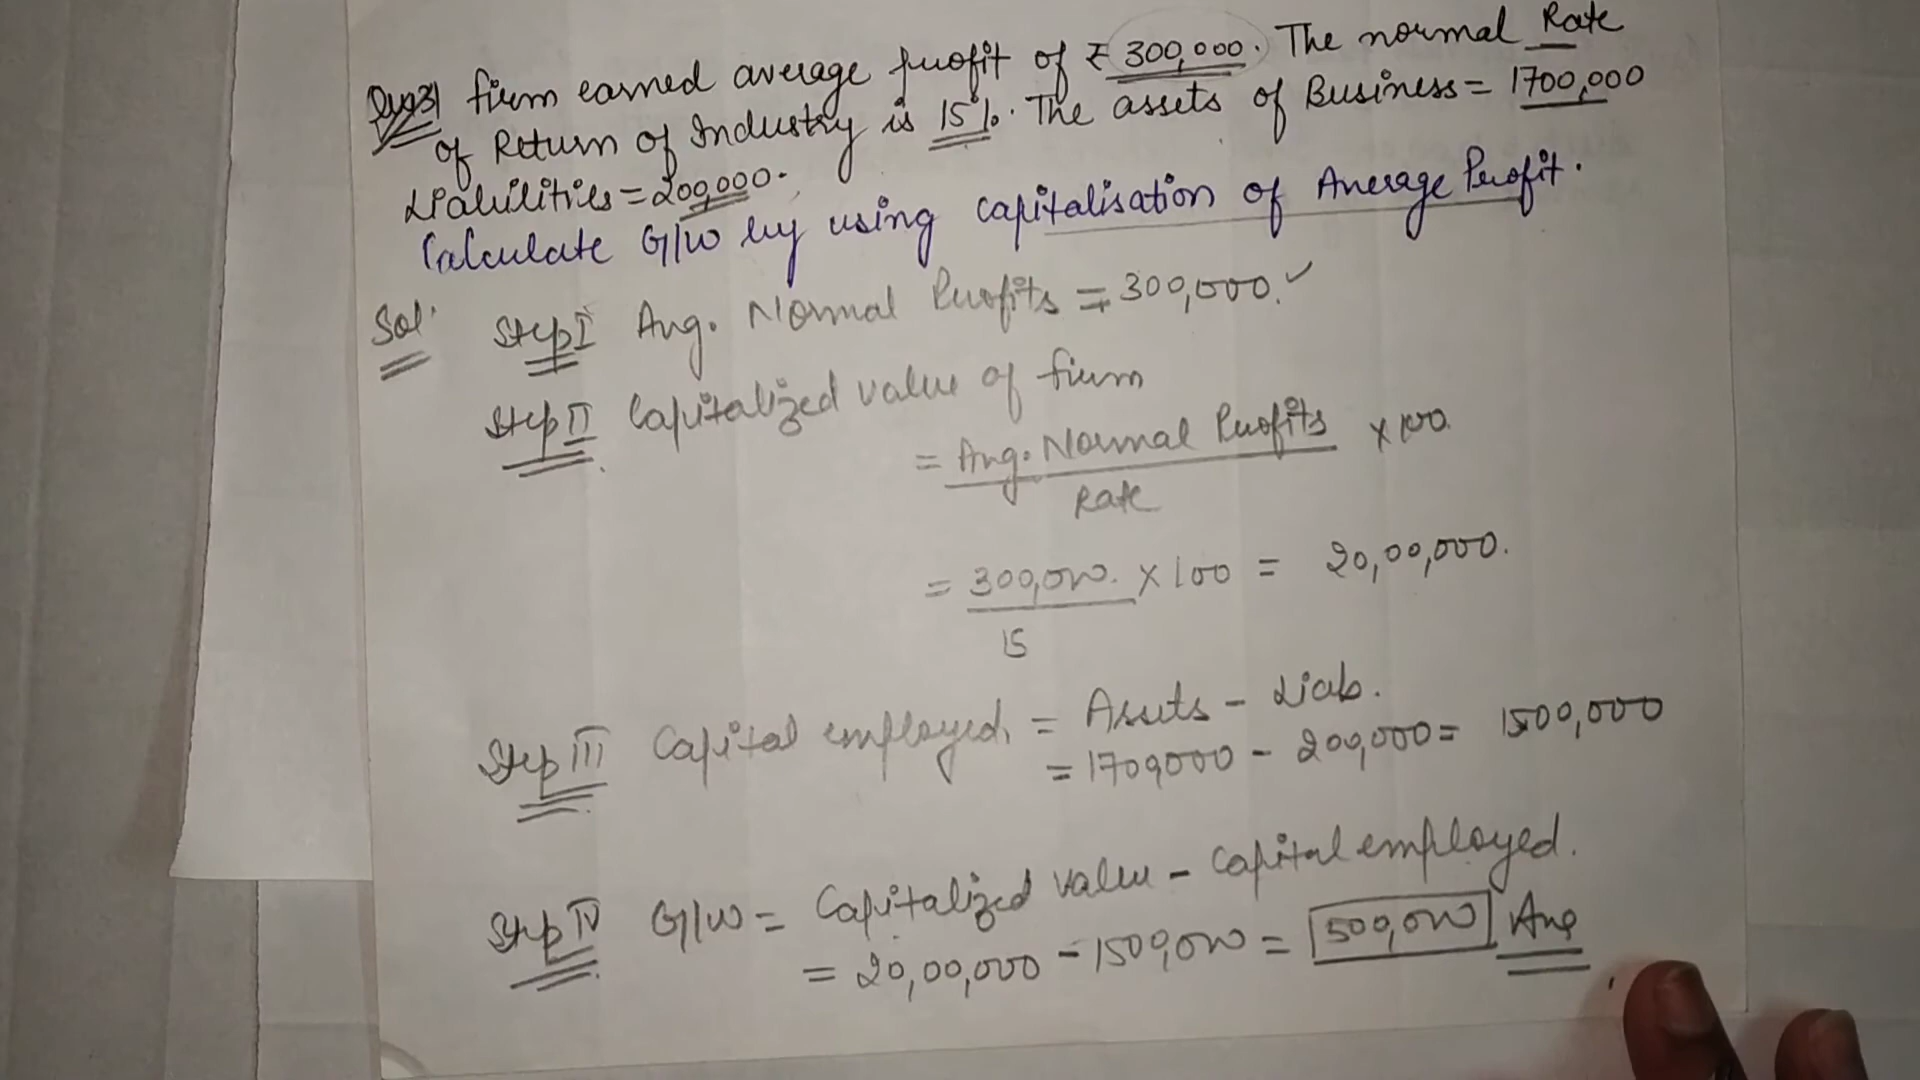 Ques3) firm earned average profit of ₹ 300,000. The normal Rate
of Return of Industry is 15%. The assets of Business = 1700,000
Liabilities = 200,000.
Calculate G/W by using capitalisation of Average Profit.
Sol. Step I Avg. Normal Profits = 300,000. ✓
Step II Capitalized value of firm
= Avg. Normal Profits × 100
Rate
= 300,000. × 100 = 20,00,000.
15
Step III Capital employed = Assets - Liab.
= 1700,000 - 200,000 = 1500,000
Step IV G/W = Capitalized value - Capital employed.
= 20,00,000 - 1500,000 = 500,000 Ans